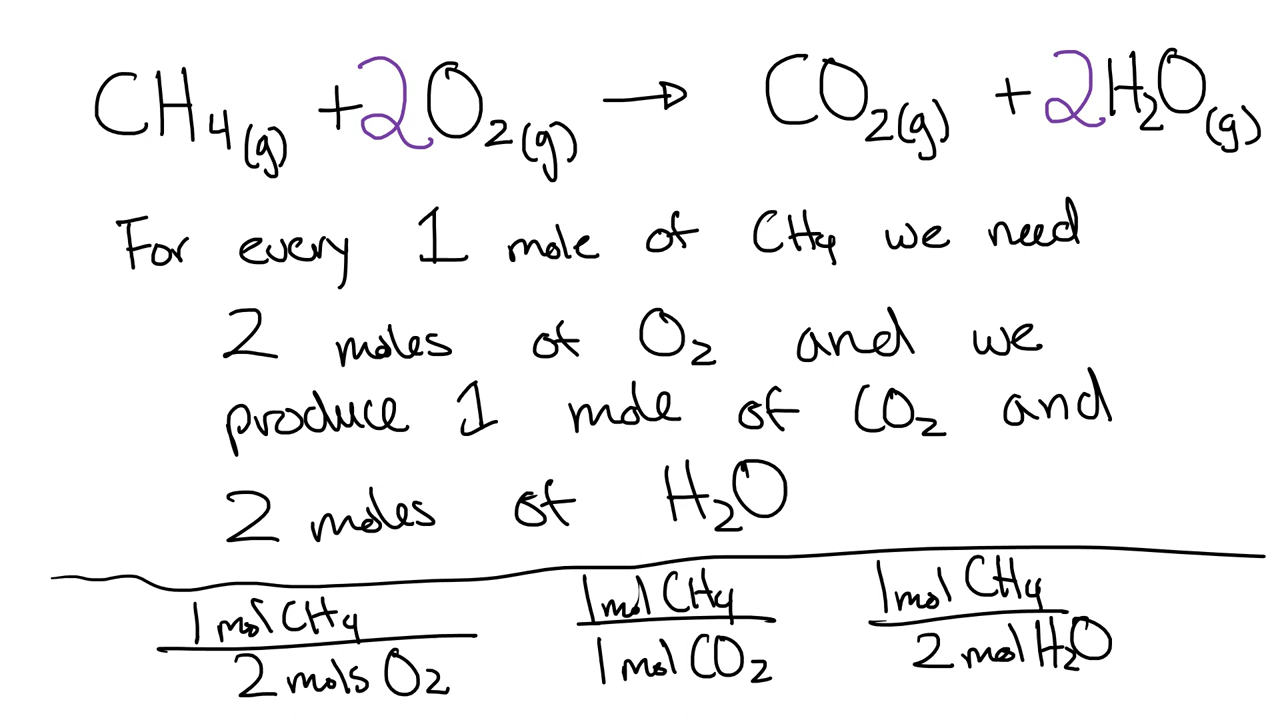 CH₄(g) + 2O₂(g) → CO₂(g) + 2H₂O(g)
For every 1 mole of CH₄ we need
2 moles of O₂ and we
produce 1 mole of CO₂ and
2 moles of H₂O
1 mol CH₄ 1 mol CH₄ 1 mol CH₄
2 mols O₂ 1 mol CO₂ 2 mol H₂O